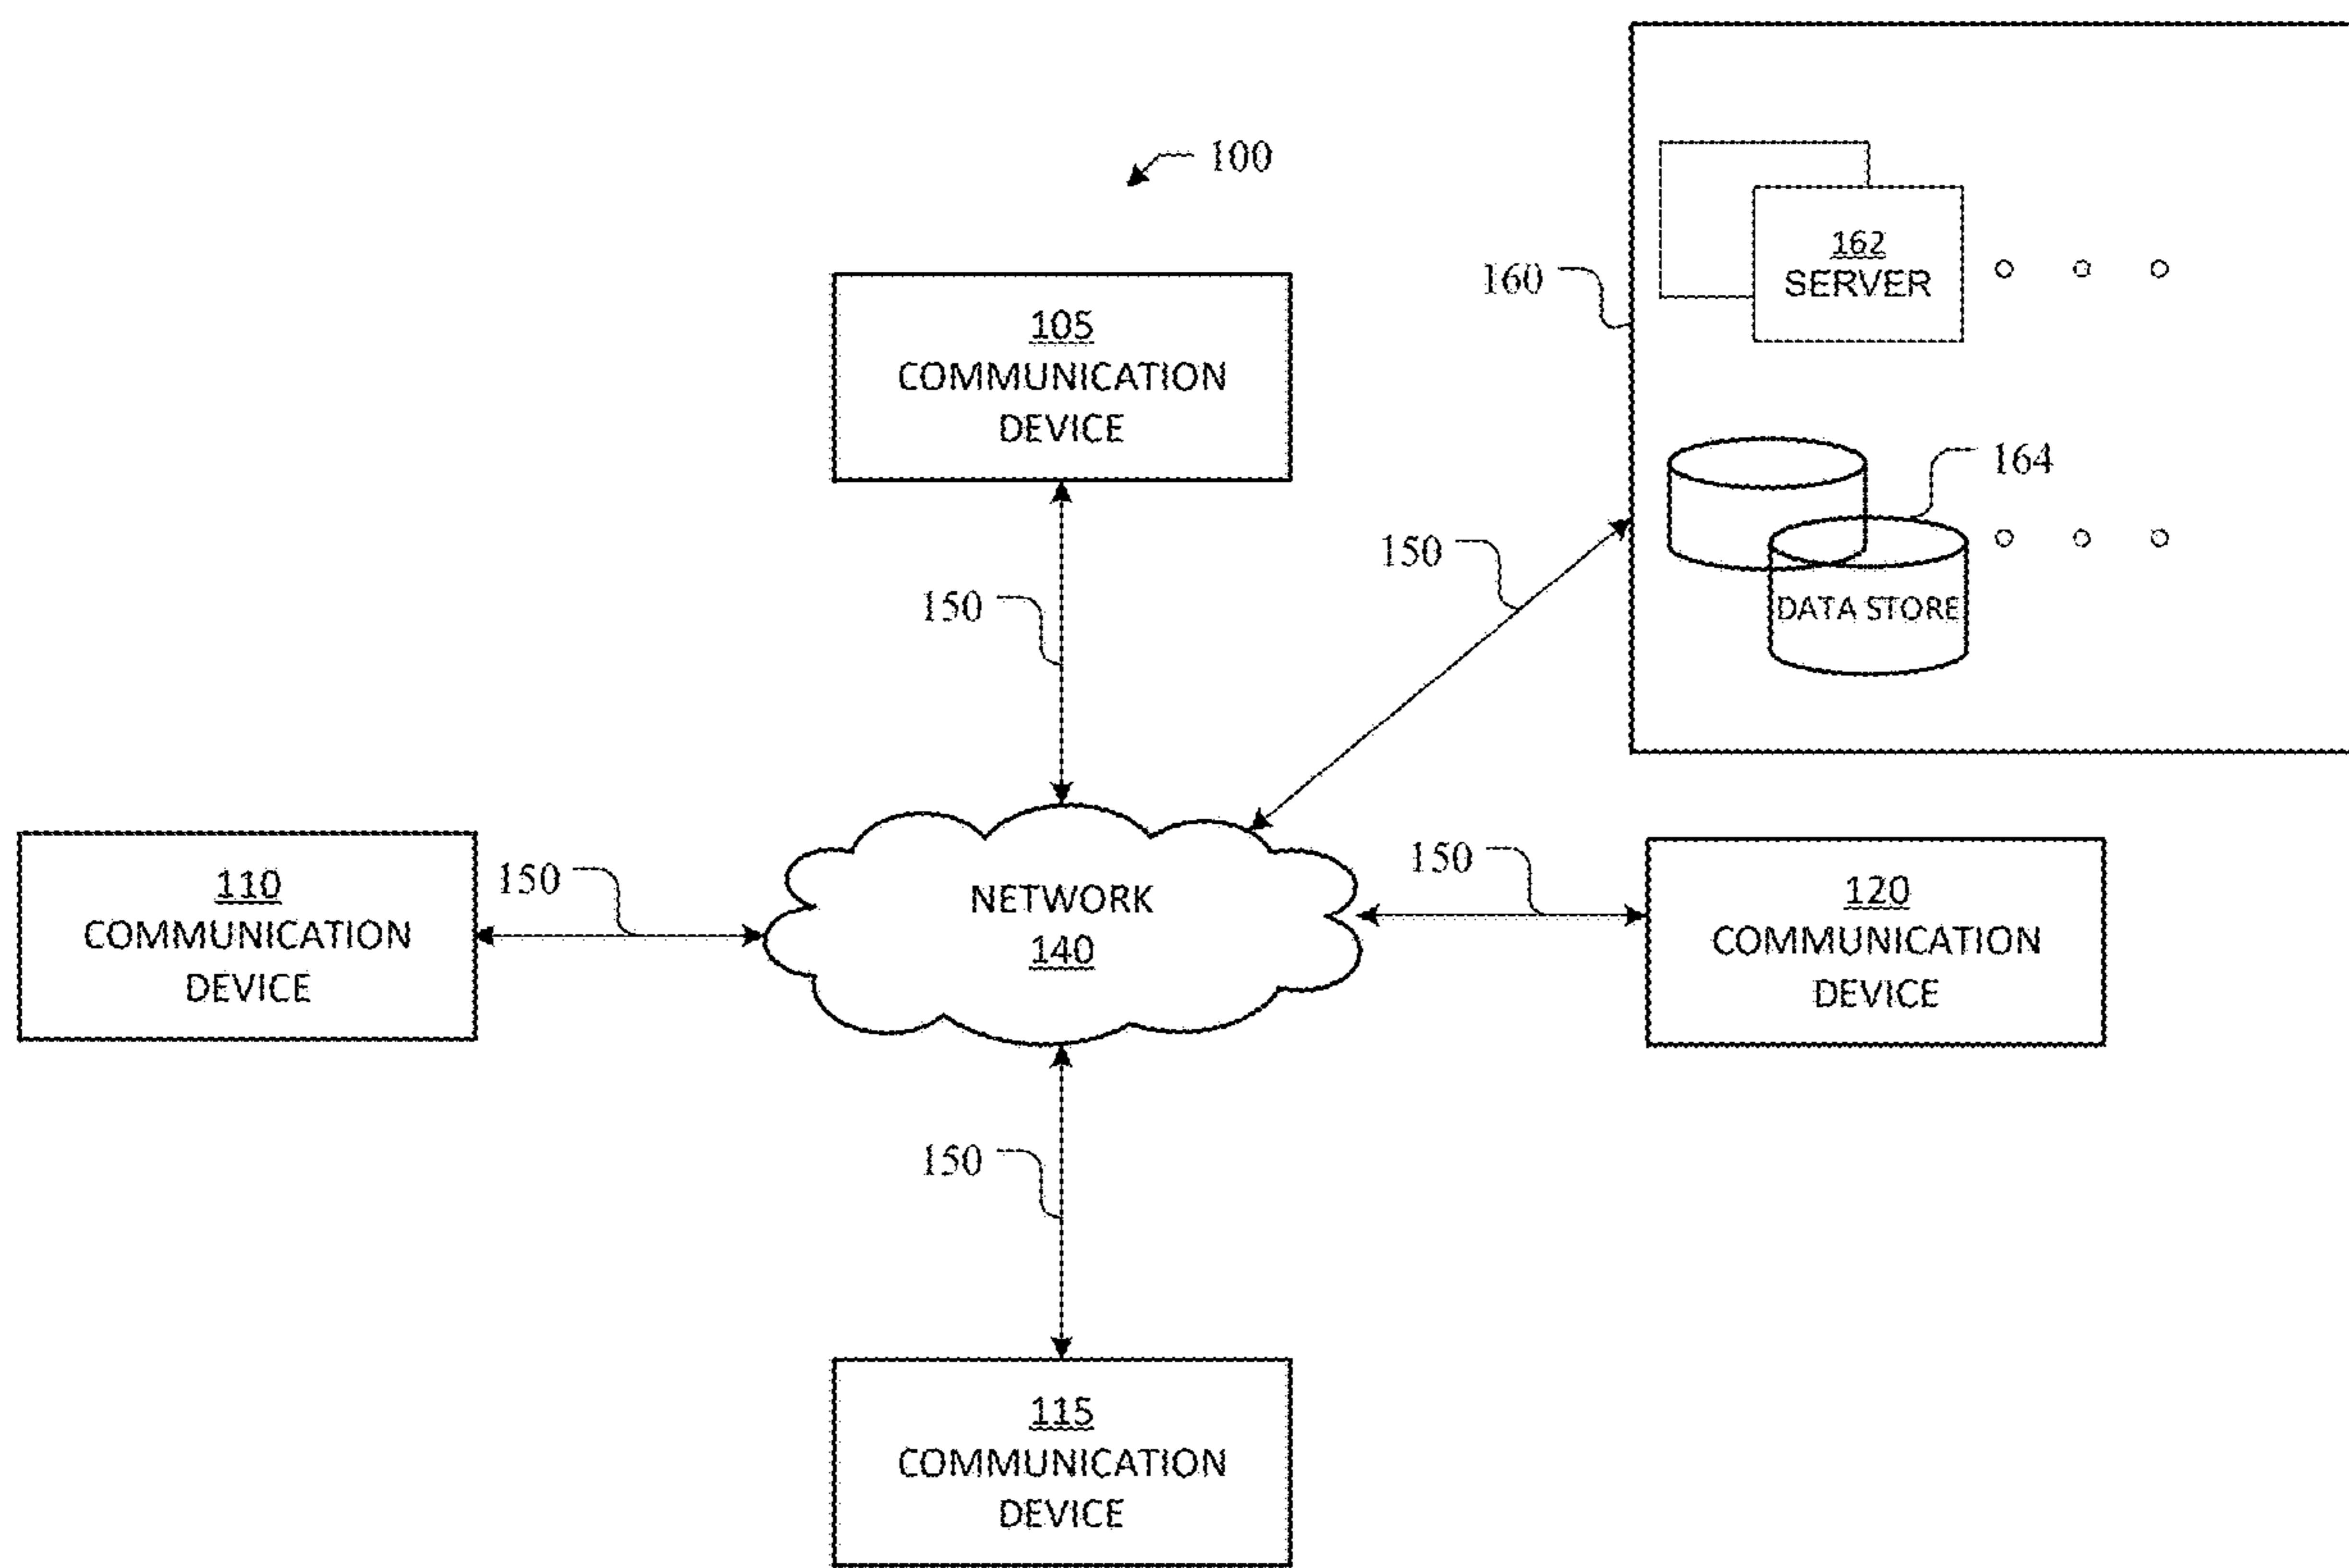 100
162
SERVER
160
105
COMMUNICATION
DEVICE
164
150
DATA STORE
150
110
COMMUNICATION
DEVICE
150
NETWORK
140
150
120
COMMUNICATION
DEVICE
150
115
COMMUNICATION
DEVICE